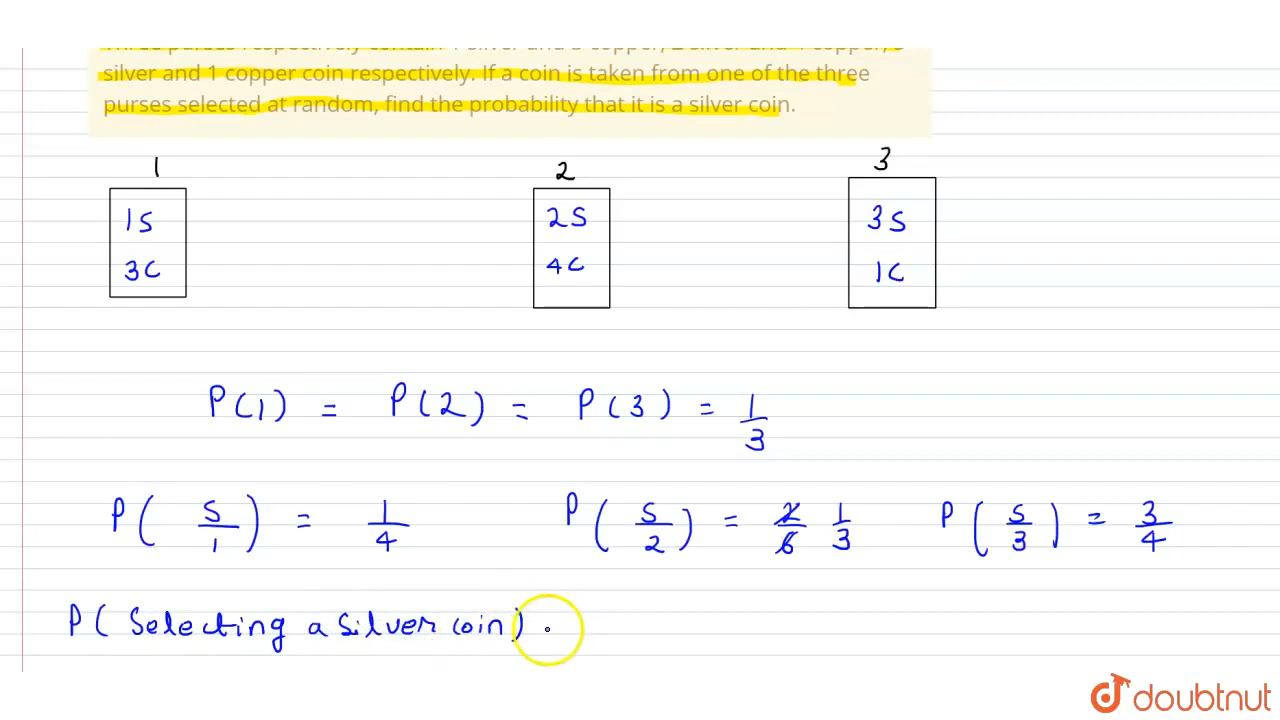 silver and 1 copper coin respectively. If a coin is taken from one of the three
purses selected at random, find the probability that it is a silver coin.
1 2 3
1S 2S 3S
3C 4C 1C
P(1) = P(2) = P(3) = 1/3
P(S/1) = 1/4 P(S/2) = 2/6 1/3 P(S/3) = 3/4
P( Selecting a Silver coin)
doubtnut